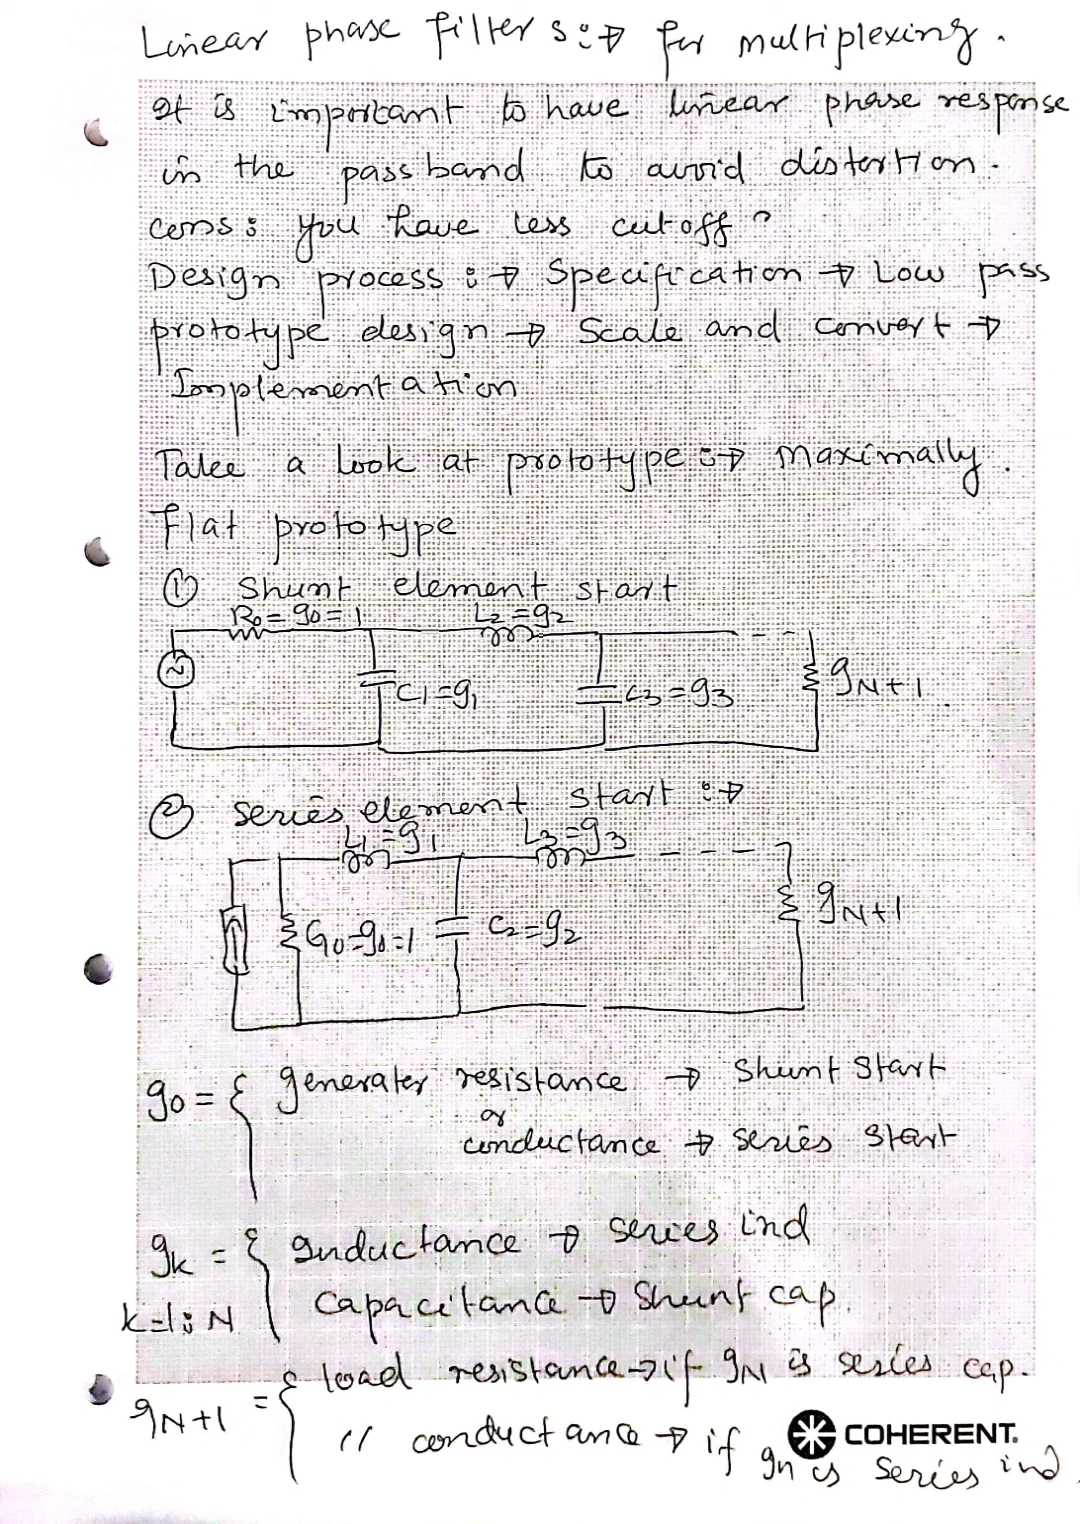 Linear phase filters :→ for multiplexing.
It is important to have linear phase response
in the pass band to avoid distortion.
cons : you have less cutoff
Design process :→ Specification → Low pass
prototype design → Scale and convert →
Implementation
Take a look at prototype :→ maximally
Flat prototype
① Shunt element start
R0 = g0 = 1 L2 = g2
C1 = g1 C3 = g3 gN+1
② series element start :→
L1 = g1 L3 = g3
G0 = g0 = 1 C2 = g2 gN+1
g0 = { generater resistance → Shunt Start
or
conductance → series Start
gk = { Inductance → series ind
k=1:N capacitance → Shunt cap.
gN+1 = { load resistance → if gN is series cap.
" conductance → if gn is series ind
COHERENT.